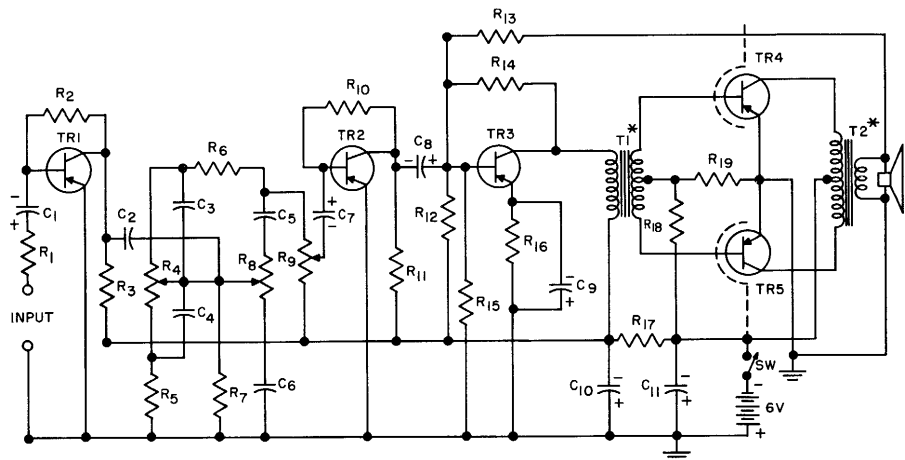 R13
R14
TR4
R2
R10
TR1
R6
TR2
C8
- +
TR3
T1*
T2*
R19
-
+
C1
C2
C3
C5
+
-
C7
R12
R16
R18
R1
R3
R4
R8
R9
R11
-
+
C9
R15
TR5
INPUT
C4
R17
SW
R5
R7
C6
C10
-
+
C11
-
+
-
6V
+